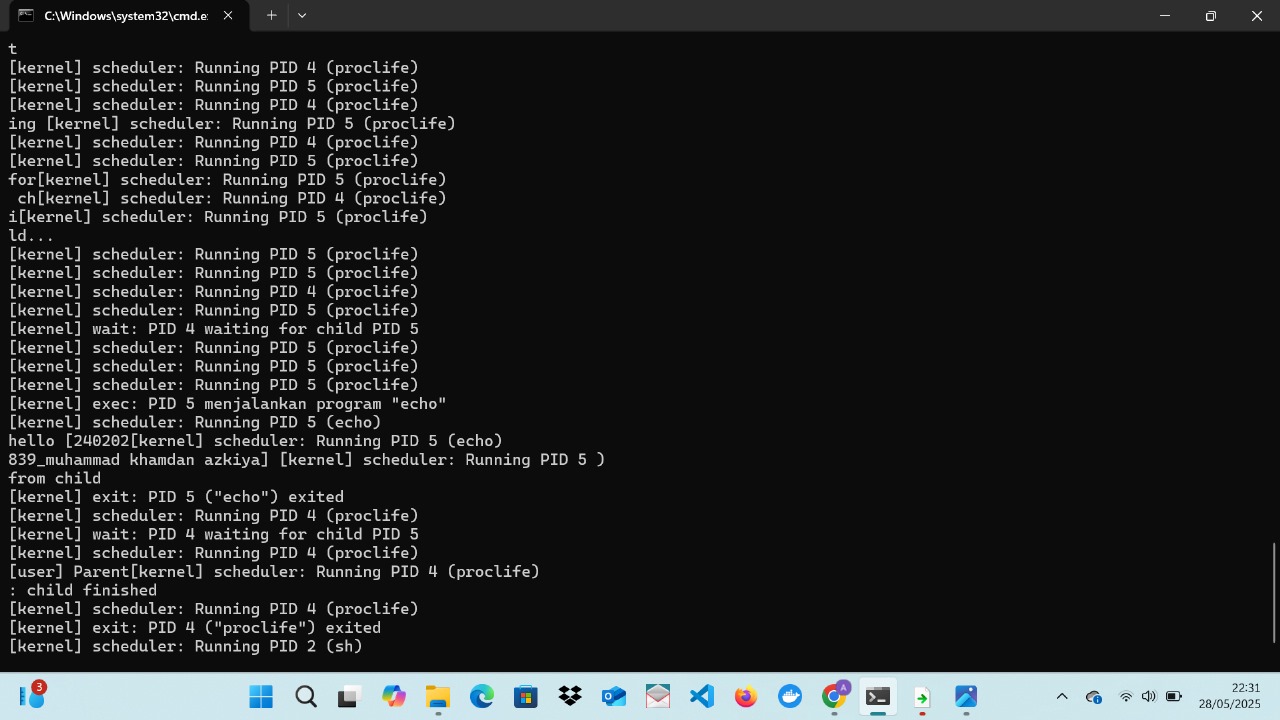 C:\Windows\system32\cmd.e
t
[kernel] scheduler: Running PID 4 (proclife)
[kernel] scheduler: Running PID 5 (proclife)
[kernel] scheduler: Running PID 4 (proclife)
ing [kernel] scheduler: Running PID 5 (proclife)
[kernel] scheduler: Running PID 4 (proclife)
[kernel] scheduler: Running PID 5 (proclife)
for[kernel] scheduler: Running PID 5 (proclife)
 ch[kernel] scheduler: Running PID 4 (proclife)
i[kernel] scheduler: Running PID 5 (proclife)
ld...
[kernel] scheduler: Running PID 5 (proclife)
[kernel] scheduler: Running PID 5 (proclife)
[kernel] scheduler: Running PID 4 (proclife)
[kernel] scheduler: Running PID 5 (proclife)
[kernel] wait: PID 4 waiting for child PID 5
[kernel] scheduler: Running PID 5 (proclife)
[kernel] scheduler: Running PID 5 (proclife)
[kernel] scheduler: Running PID 5 (proclife)
[kernel] exec: PID 5 menjalankan program "echo"
[kernel] scheduler: Running PID 5 (echo)
hello [240202[kernel] scheduler: Running PID 5 (echo)
839_muhammad khamdan azkiya] [kernel] scheduler: Running PID 5 )
from child
[kernel] exit: PID 5 ("echo") exited
[kernel] scheduler: Running PID 4 (proclife)
[kernel] wait: PID 4 waiting for child PID 5
[kernel] scheduler: Running PID 4 (proclife)
[user] Parent[kernel] scheduler: Running PID 4 (proclife)
: child finished
[kernel] scheduler: Running PID 4 (proclife)
[kernel] exit: PID 4 ("proclife") exited
[kernel] scheduler: Running PID 2 (sh)
3
A
22:31
28/05/2025